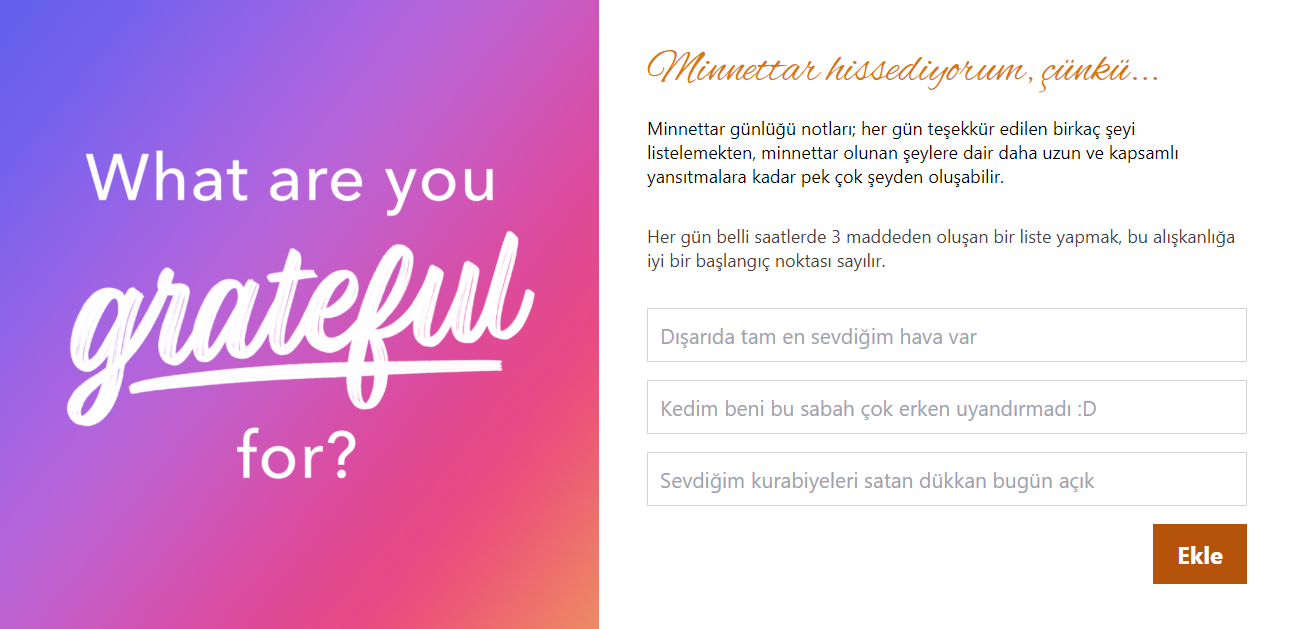 What are you
grateful
for?
Minnettar hissediyorum, çünkü...
Minnettar günlüğü notları; her gün teşekkür edilen birkaç şeyi
listelemekten, minnettar olunan şeylere dair daha uzun ve kapsamlı
yansıtmalara kadar pek çok şeyden oluşabilir.
Her gün belli saatlerde 3 maddeden oluşan bir liste yapmak, bu alışkanlığa
iyi bir başlangıç noktası sayılır.
Dışarıda tam en sevdiğim hava var
Kedim beni bu sabah çok erken uyandırmadı :D
Sevdiğim kurabiyeleri satan dükkan bugün açık
Ekle